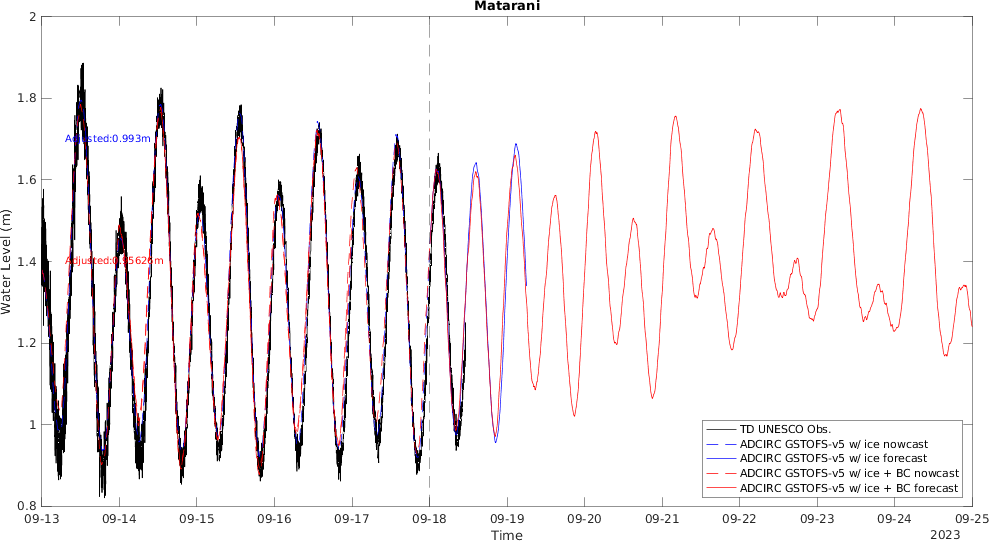 Matarani
Water Level (m)
2
1.8
1.6
1.4
1.2
1
0.8
Adjusted:0.993m
Adjusted:0.95626m
TD UNESCO Obs.
ADCIRC GSTOFS-v5 w/ ice nowcast
ADCIRC GSTOFS-v5 w/ ice forecast
ADCIRC GSTOFS-v5 w/ ice + BC nowcast
ADCIRC GSTOFS-v5 w/ ice + BC forecast
09-13 09-14 09-15 09-16 09-17 09-18 09-19 09-20 09-21 09-22 09-23 09-24 09-25
Time
2023